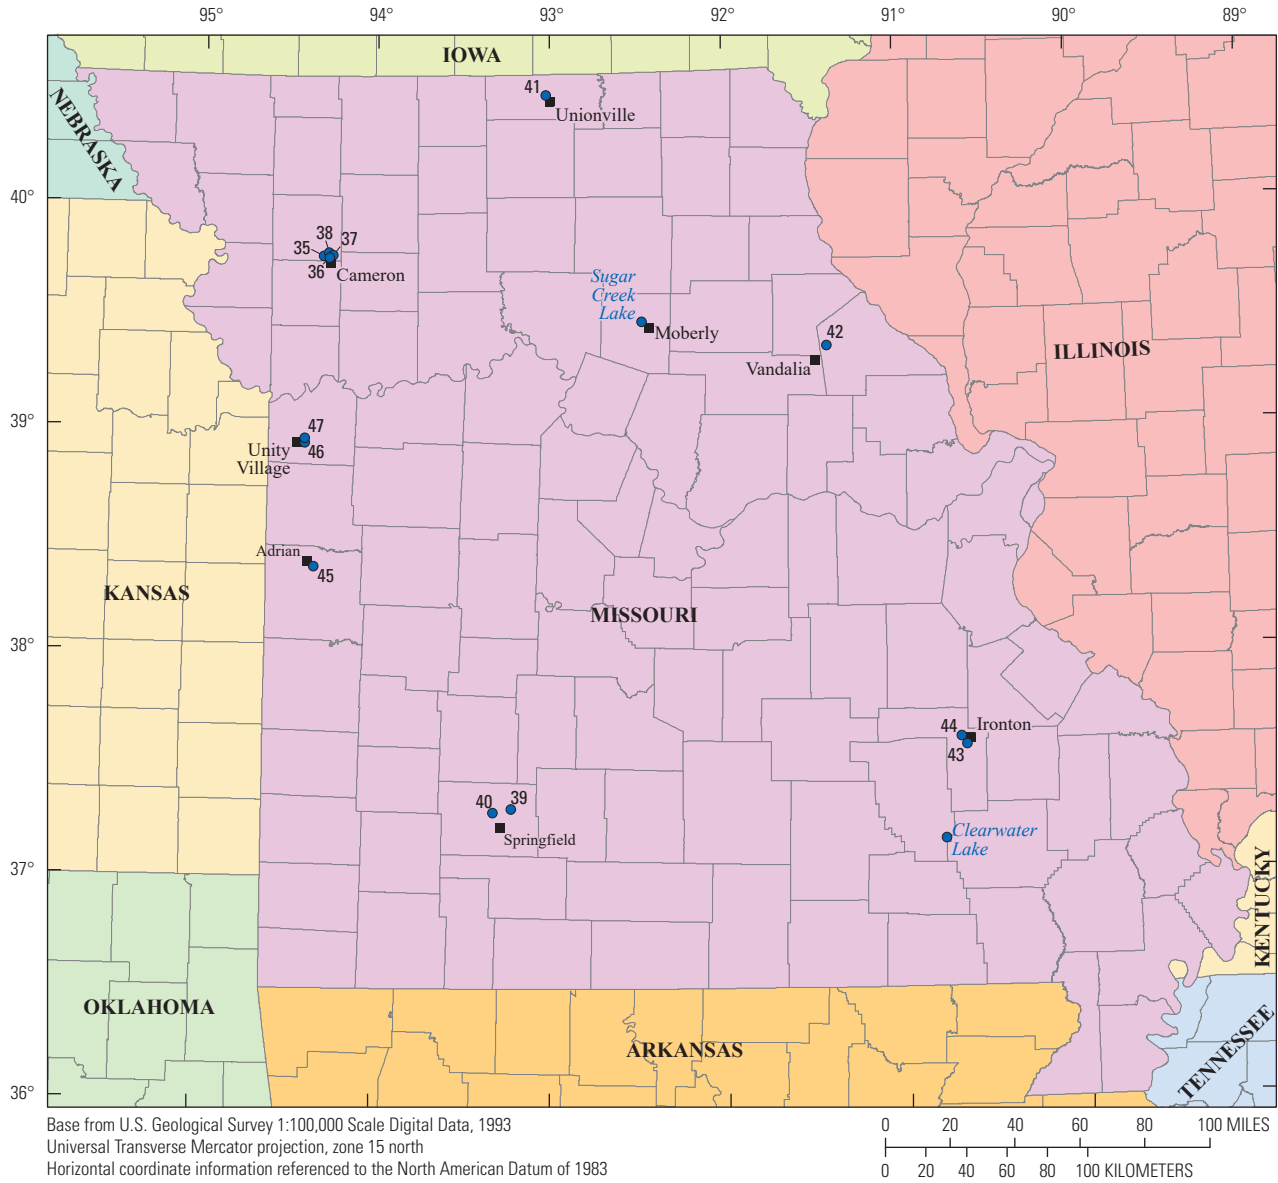 95° 94° 93° 92° 91° 90° 89°
IOWA
41
Unionville
NEBRASKA
40°
38
35
37
36
Cameron
Sugar
Creek
Lake
Moberly
42
Vandalia
ILLINOIS
39°
47
Unity
46
Village
Adrian
45
KANSAS
MISSOURI
38°
44
Ironton
43
40
39
Springfield
Clearwater
Lake
37°
KENTUCKY
OKLAHOMA
ARKANSAS
TENNESSEE
36°
Base from U.S. Geological Survey 1:100,000 Scale Digital Data, 1993
Universal Transverse Mercator projection, zone 15 north
Horizontal coordinate information referenced to the North American Datum of 1983
0 20 40 60 80 100 MILES
0 20 40 60 80 100 KILOMETERS